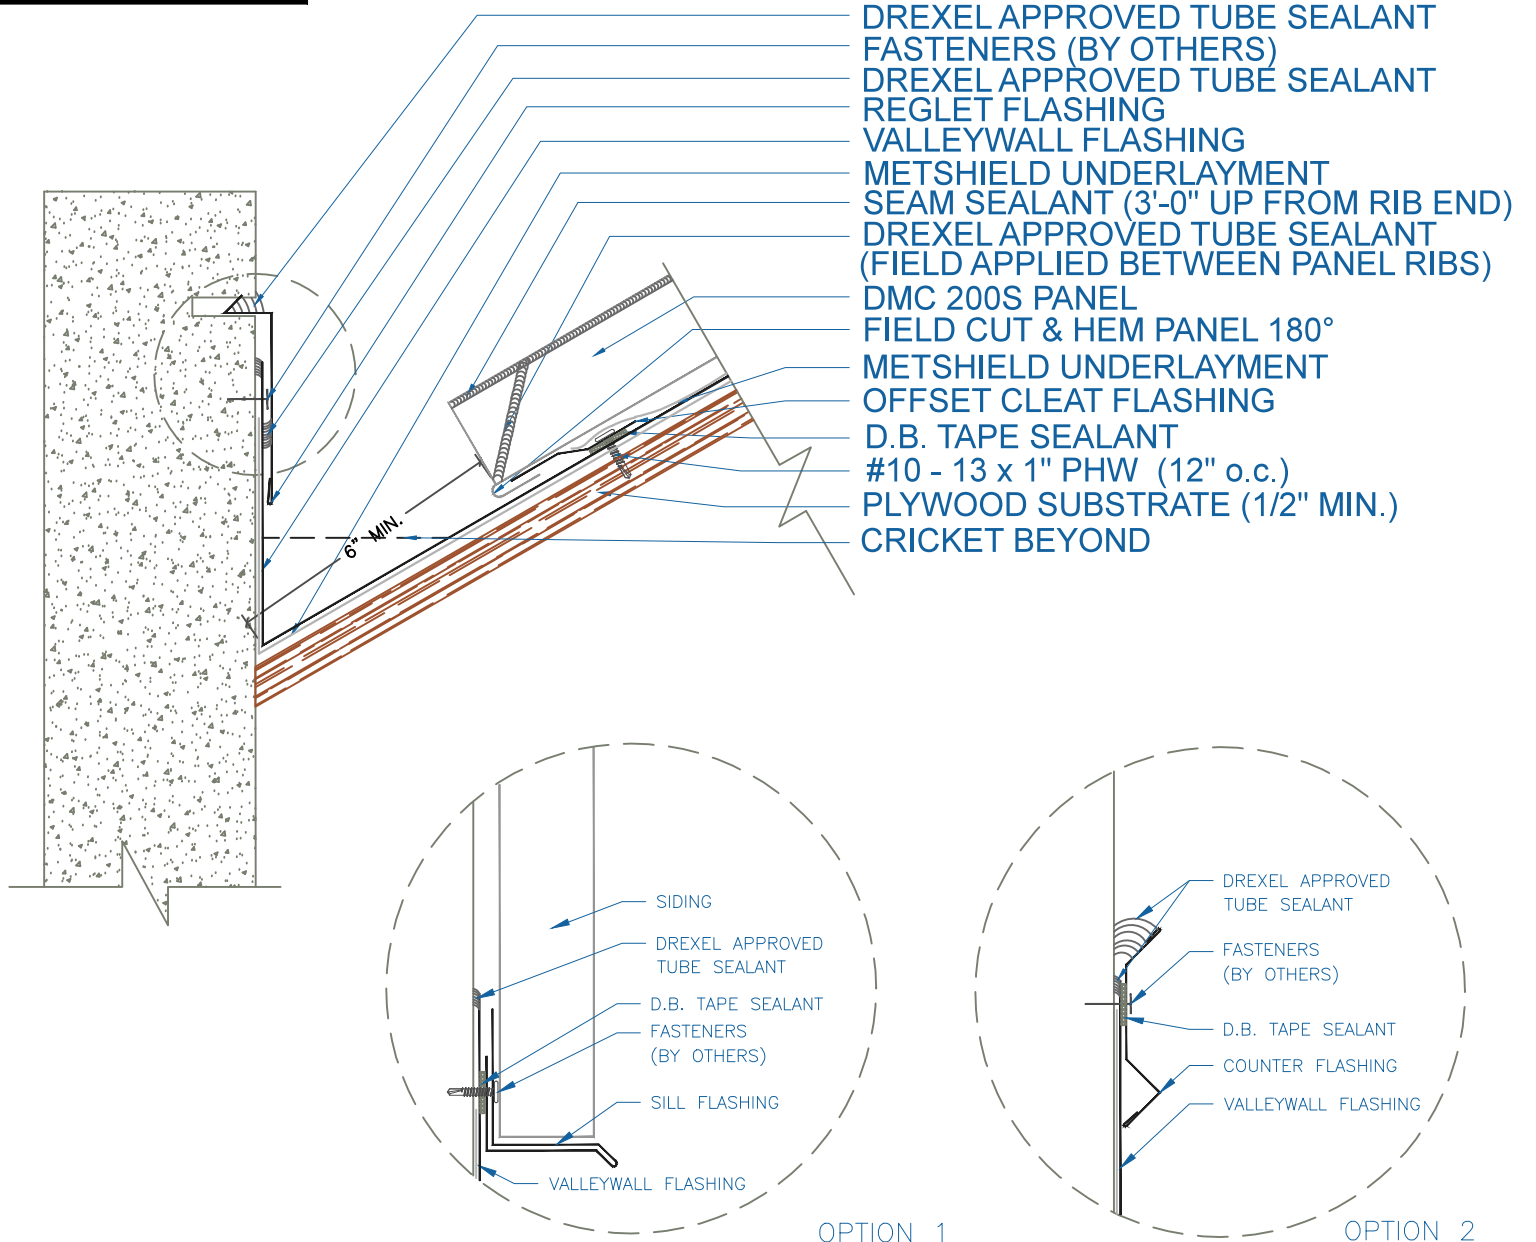 DREXEL APPROVED TUBE SEALANT
FASTENERS (BY OTHERS)
DREXEL APPROVED TUBE SEALANT
REGLET FLASHING
VALLEYWALL FLASHING
METSHIELD UNDERLAYMENT
SEAM SEALANT (3'-0" UP FROM RIB END)
DREXEL APPROVED TUBE SEALANT
(FIELD APPLIED BETWEEN PANEL RIBS)
DMC 200S PANEL
FIELD CUT & HEM PANEL 180°
METSHIELD UNDERLAYMENT
OFFSET CLEAT FLASHING
D.B. TAPE SEALANT
#10 - 13 x 1" PHW (12" o.c.)
PLYWOOD SUBSTRATE (1/2" MIN.)
CRICKET BEYOND
6" MIN.
SIDING
DREXEL APPROVED
TUBE SEALANT
D.B. TAPE SEALANT
FASTENERS
(BY OTHERS)
SILL FLASHING
VALLEYWALL FLASHING
OPTION 1
DREXEL APPROVED
TUBE SEALANT
FASTENERS
(BY OTHERS)
D.B. TAPE SEALANT
COUNTER FLASHING
VALLEYWALL FLASHING
OPTION 2